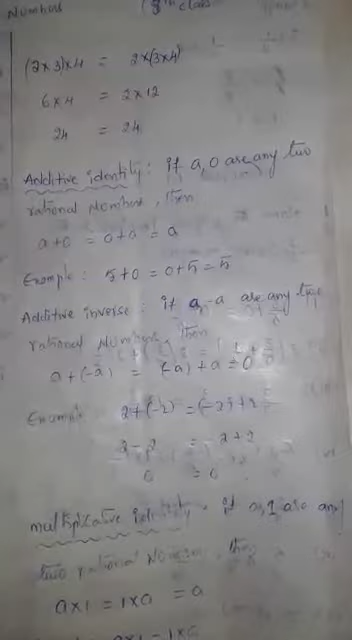 Numbers (8th class
(2×3)×4 = 2×(3×4)
6×4 = 2×12
24 = 24
Additive identity: if a,0 are any two
rational Numbers, then
a+0 = 0+a = a
Example: 5+0 = 0+5 = 5
Additive inverse: if a,-a are any two
rational Numbers, then
a+(-a) = (-a)+a = 0
Example: 2+(-2) = (-2)+2
2-2 = -2+2
0 = 0
multiplicative identity: if a,1 are any
two rational Numbers, then
a×1 = 1×a = a